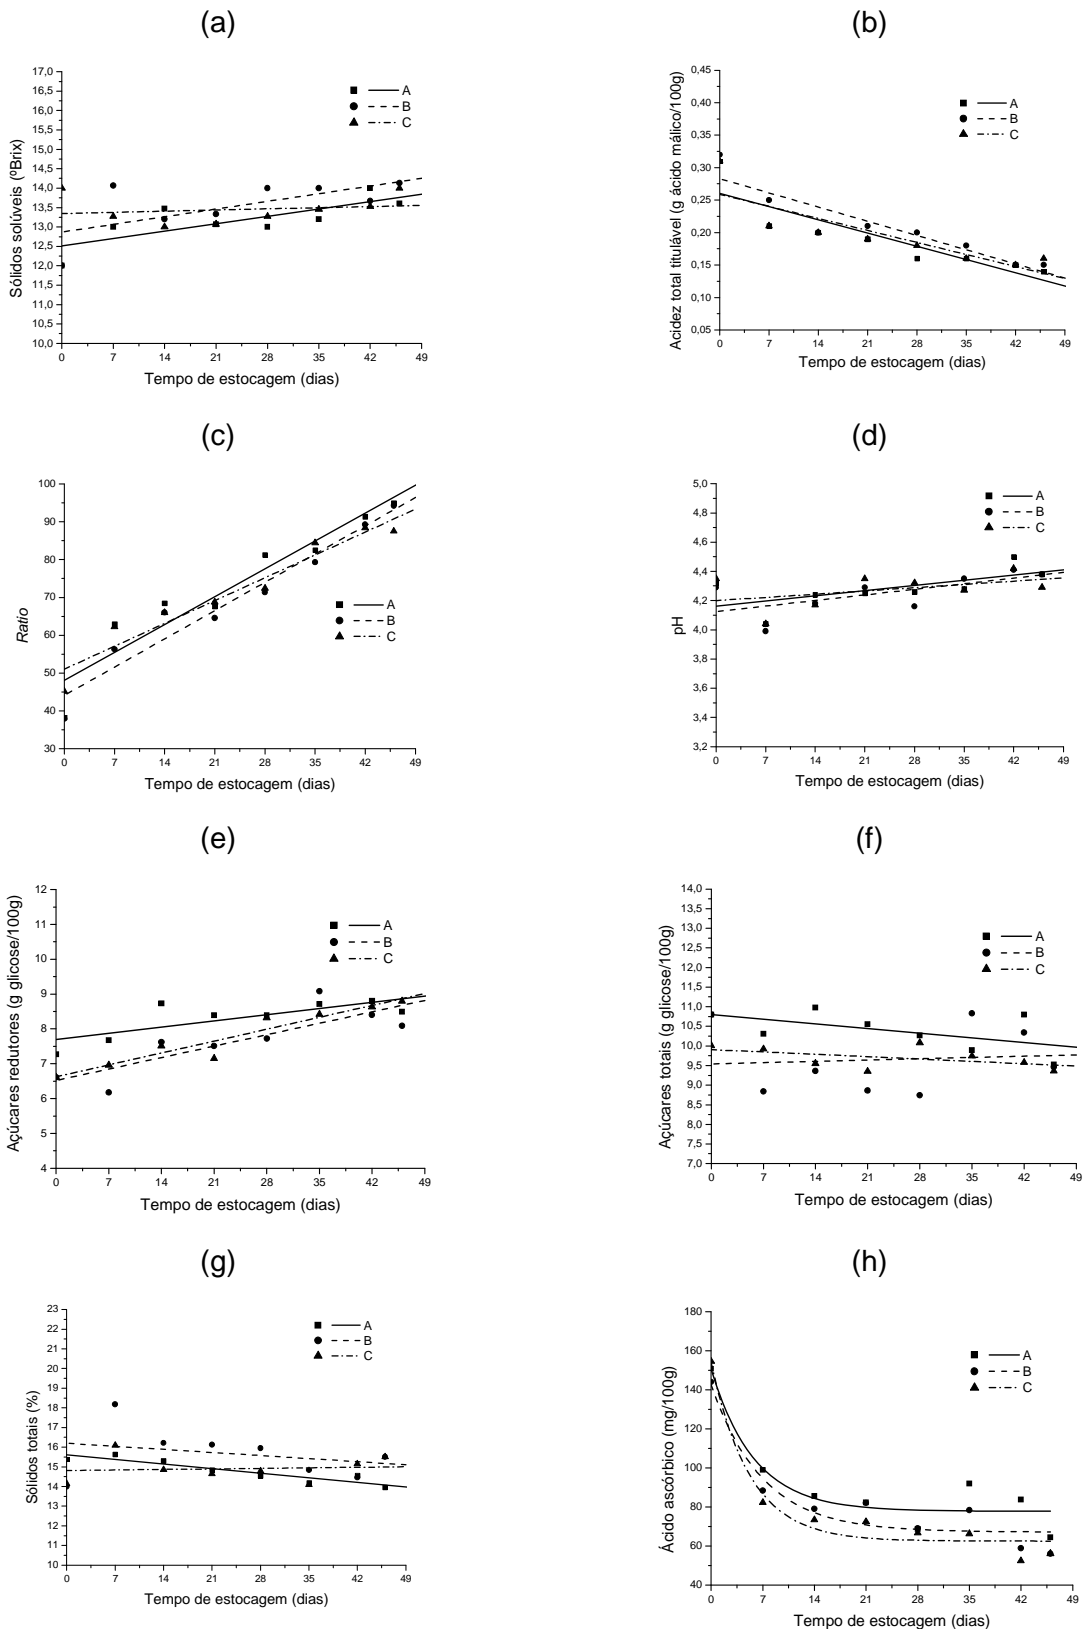 (a)
17,0
16,5
16,0
15,5
15,0
14,5
14,0
13,5
13,0
12,5
12,0
11,5
11,0
10,5
10,0
Sólidos solúveis (ºBrix)
A
B
C
0 7 14 21 28 35 42 49
Tempo de estocagem (dias)
(b)
0,45
0,40
0,35
0,30
0,25
0,20
0,15
0,10
0,05
Acidez total titulável (g ácido málico/100g)
A
B
C
0 7 14 21 28 35 42 49
Tempo de estocagem (dias)
(c)
100
90
80
70
60
50
40
30
Ratio
A
B
C
0 7 14 21 28 35 42 49
Tempo de estocagem (dias)
(d)
5,0
4,8
4,6
4,4
4,2
4,0
3,8
3,6
3,4
3,2
pH
A
B
C
0 7 14 21 28 35 42 49
Tempo de estocagem (dias)
(e)
12
11
10
9
8
7
6
5
4
Açúcares redutores (g glicose/100g)
A
B
C
0 7 14 21 28 35 42 49
Tempo de estocagem (dias)
(f)
14,0
13,5
13,0
12,5
12,0
11,5
11,0
10,5
10,0
9,5
9,0
8,5
8,0
7,5
7,0
Açúcares totais (g glicose/100g)
A
B
C
0 7 14 21 28 35 42 49
Tempo de estocagem (dias)
(g)
23
22
21
20
19
18
17
16
15
14
13
12
11
10
Sólidos totais (%)
A
B
C
0 7 14 21 28 35 42 49
Tempo de estocagem (dias)
(h)
180
160
140
120
100
80
60
40
Ácido ascórbico (mg/100g)
A
B
C
0 7 14 21 28 35 42 49
Tempo de estocagem (dias)